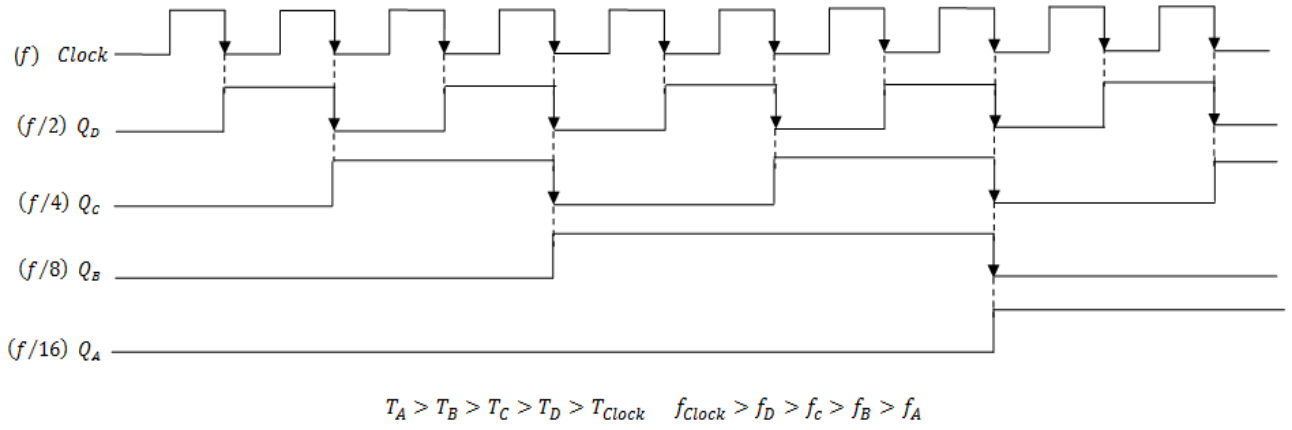 (f) Clock
(f/2) Q_D
(f/4) Q_C
(f/8) Q_B
(f/16) Q_A
T_A > T_B > T_C > T_D > T_Clock f_Clock > f_D > f_c > f_B > f_A